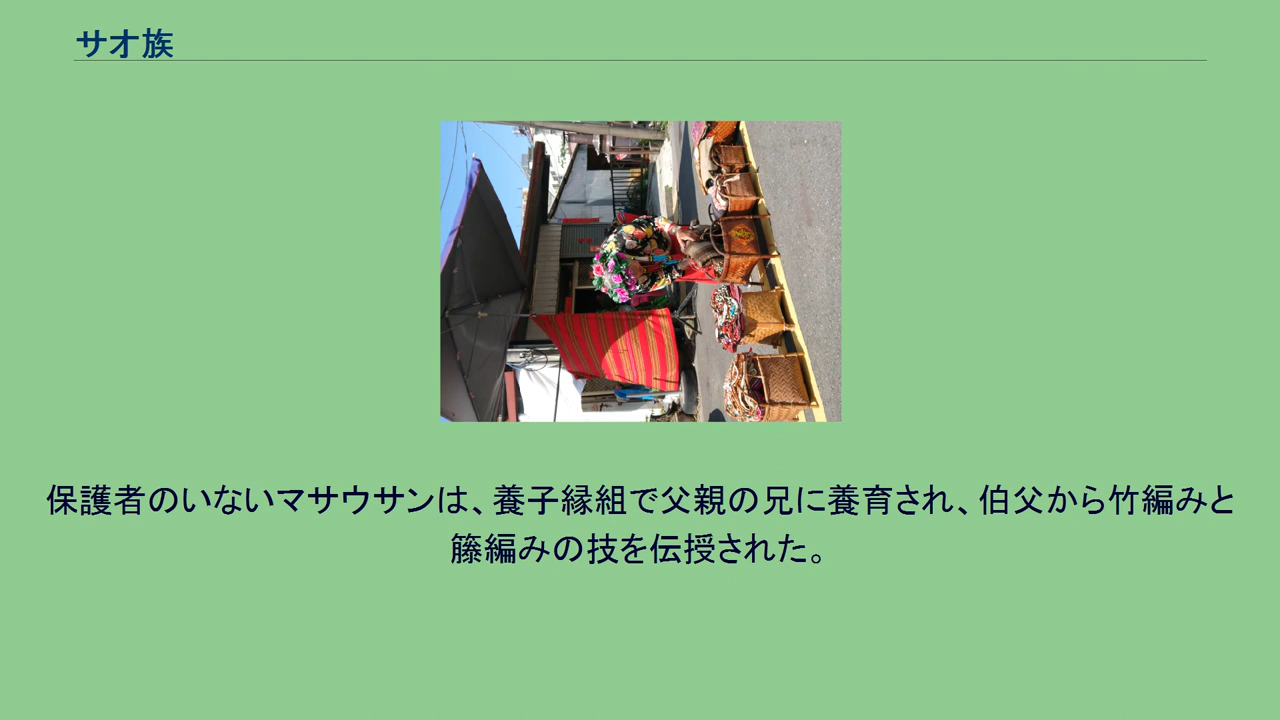 サオ族
保護者のいないマサウサンは、養子縁組で父親の兄に養育され、伯父から竹編みと
籐編みの技を伝授された。